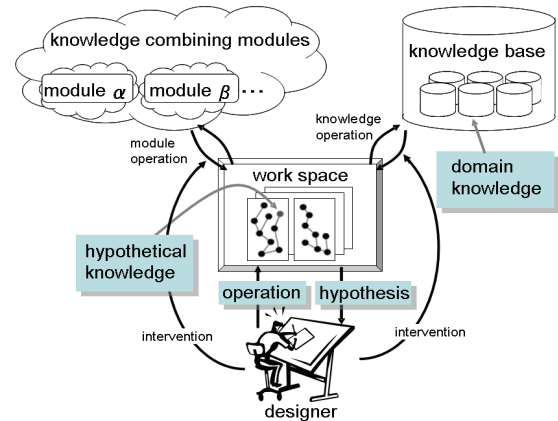 knowledge combining modules
module α
module β
...
knowledge base
knowledge
operation
module
operation
work space
domain
knowledge
hypothetical
knowledge
operation
hypothesis
intervention
intervention
designer